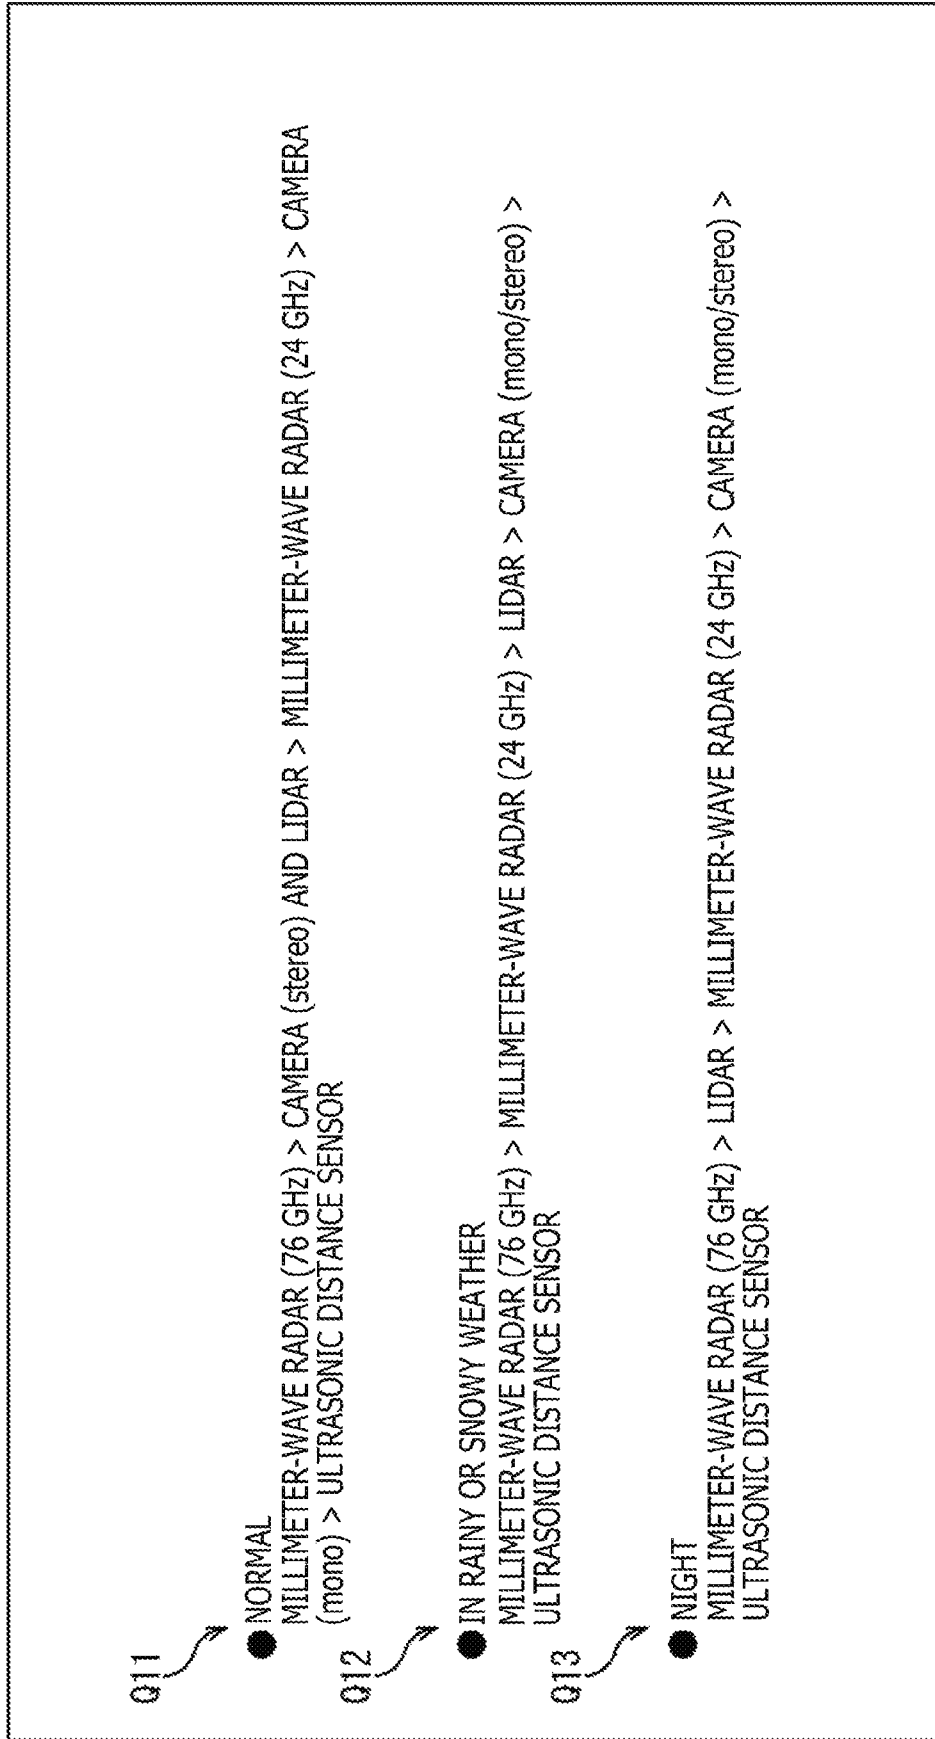 Q11
● NORMAL
MILLIMETER-WAVE RADAR (76 GHz) > CAMERA (stereo) AND LIDAR > MILLIMETER-WAVE RADAR (24 GHz) > CAMERA
(mono) > ULTRASONIC DISTANCE SENSOR
Q12
● IN RAINY OR SNOWY WEATHER
MILLIMETER-WAVE RADAR (76 GHz) > MILLIMETER-WAVE RADAR (24 GHz) > LIDAR > CAMERA (mono/stereo) >
ULTRASONIC DISTANCE SENSOR
Q13
● NIGHT
MILLIMETER-WAVE RADAR (76 GHz) > LIDAR > MILLIMETER-WAVE RADAR (24 GHz) > CAMERA (mono/stereo) >
ULTRASONIC DISTANCE SENSOR